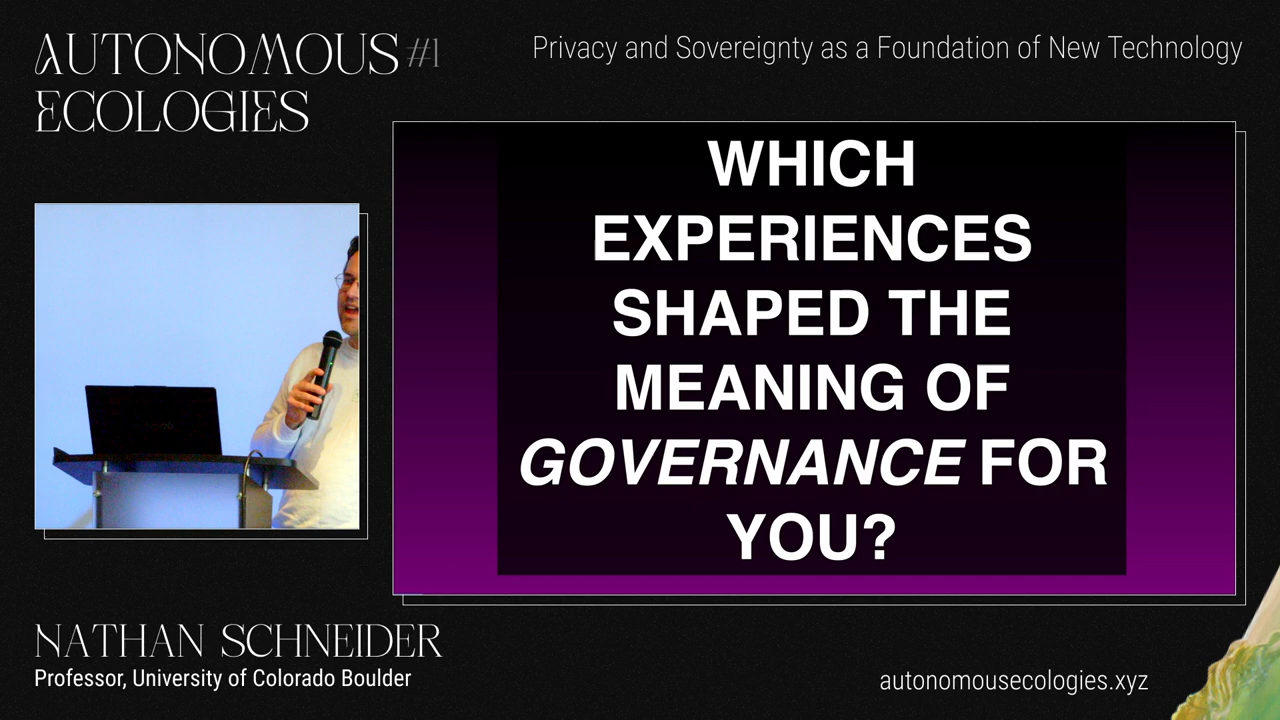 AUTONOMOUS #1
ECOLOGIES
Privacy and Sovereignty as a Foundation of New Technology
WHICH
EXPERIENCES
SHAPED THE
MEANING OF
GOVERNANCE FOR
YOU?
NATHAN SCHNEIDER
Professor, University of Colorado Boulder
autonomousecologies.xyz